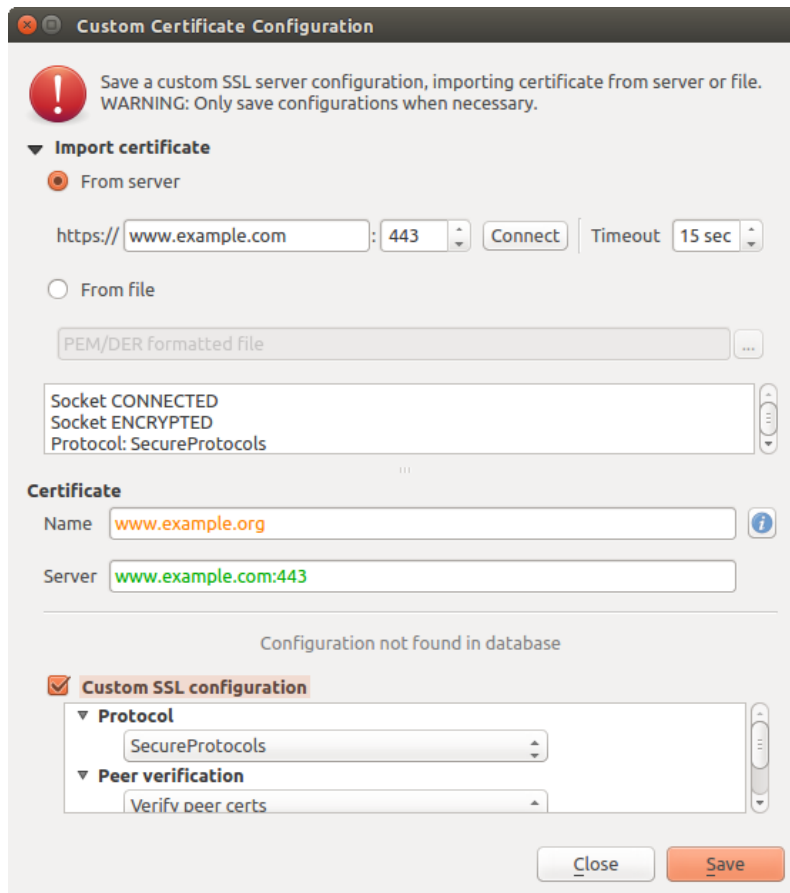 Custom Certificate Configuration
Save a custom SSL server configuration, importing certificate from server or file.
WARNING: Only save configurations when necessary.
Import certificate
From server
https:// www.example.com : 443 Connect Timeout 15 sec
From file
PEM/DER formatted file ...
Socket CONNECTED
Socket ENCRYPTED
Protocol: SecureProtocols
Certificate
Name www.example.org
Server www.example.com:443
Configuration not found in database
Custom SSL configuration
Protocol
SecureProtocols
Peer verification
Verify peer certs
Close Save